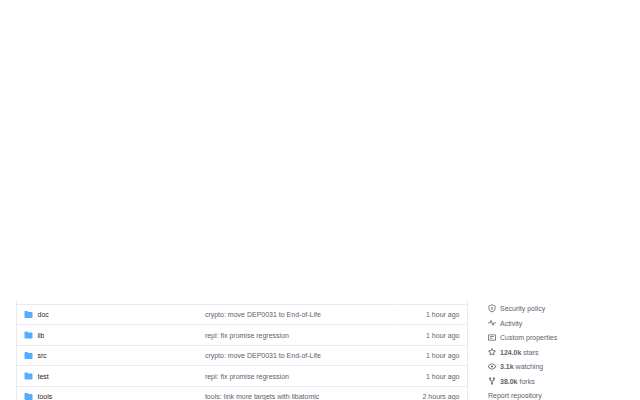 doc crypto: move DEP0031 to End-of-Life 1 hour ago
lib repl: fix promise regression 1 hour ago
src crypto: move DEP0031 to End-of-Life 1 hour ago
test repl: fix promise regression 1 hour ago
tools tools: link more targets with libatomic 2 hours ago
Security policy
Activity
Custom properties
124.0k stars
3.1k watching
38.0k forks
Report repository